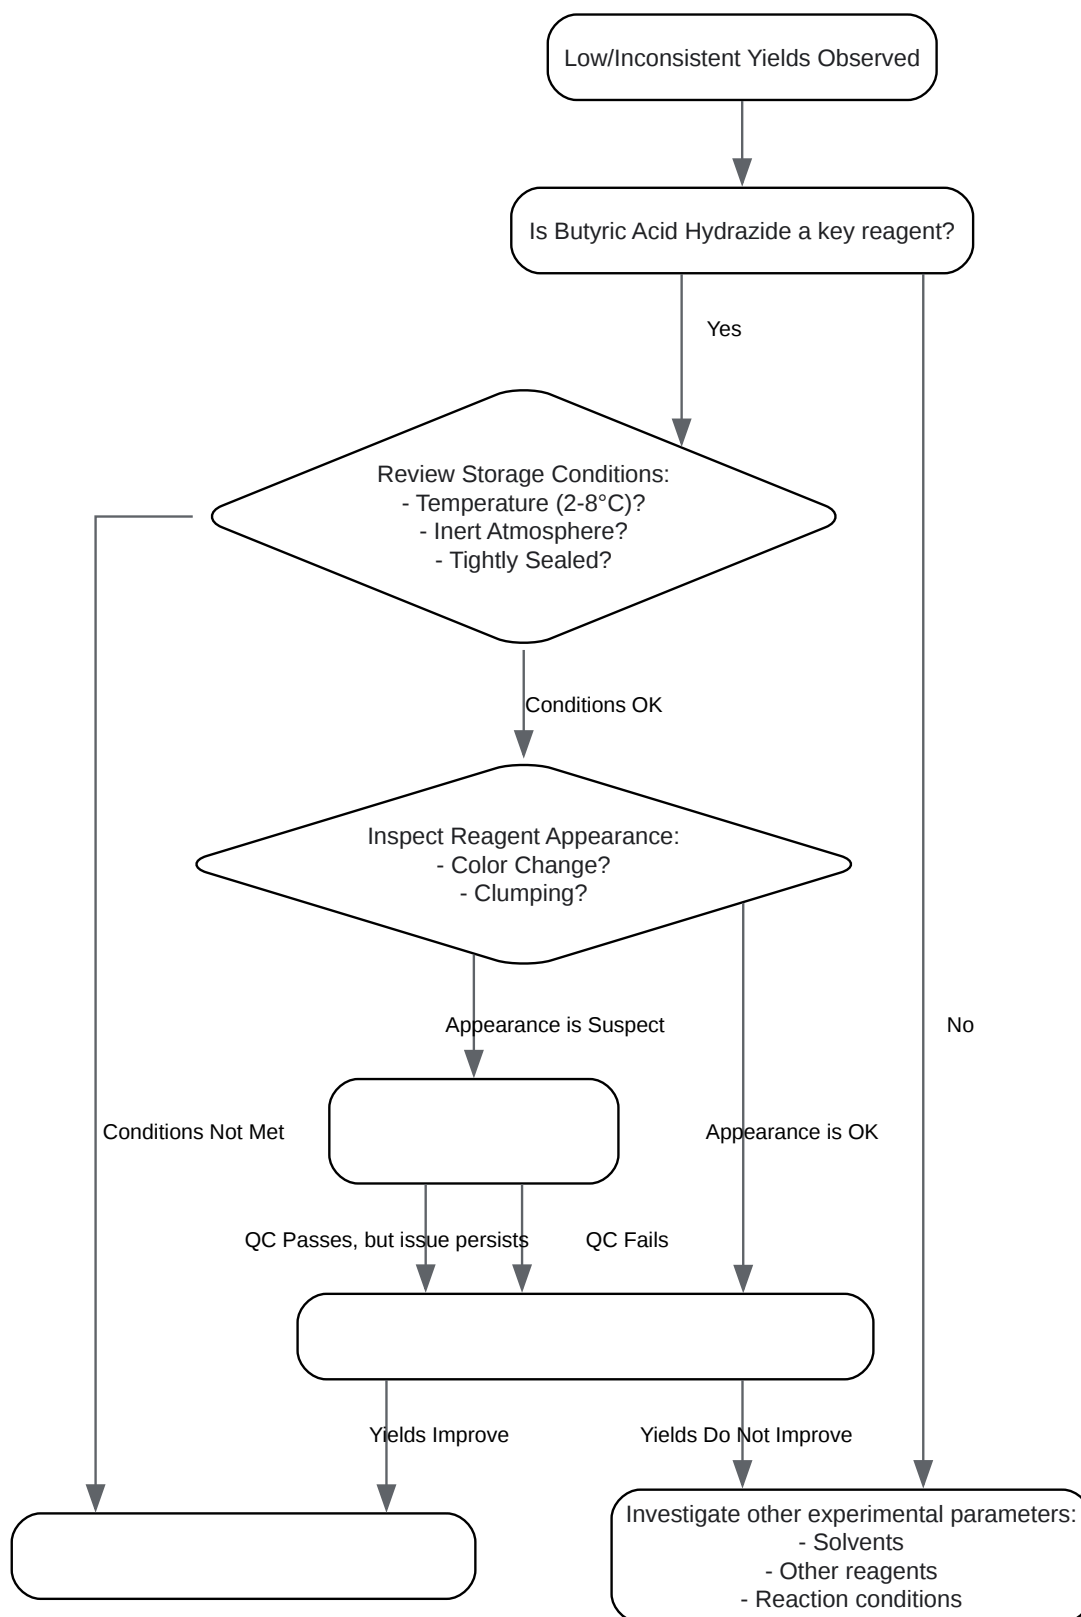 Low/Inconsistent Yields Observed
Is Butyric Acid Hydrazide a key reagent?
Yes
Review Storage Conditions:
- Temperature (2-8°C)?
- Inert Atmosphere?
- Tightly Sealed?
Conditions OK
Inspect Reagent Appearance:
- Color Change?
- Clumping?
Appearance is Suspect
No
Conditions Not Met
Appearance is OK
QC Passes, but issue persists
QC Fails
Yields Improve
Yields Do Not Improve
Investigate other experimental parameters:
- Solvents
- Other reagents
- Reaction conditions